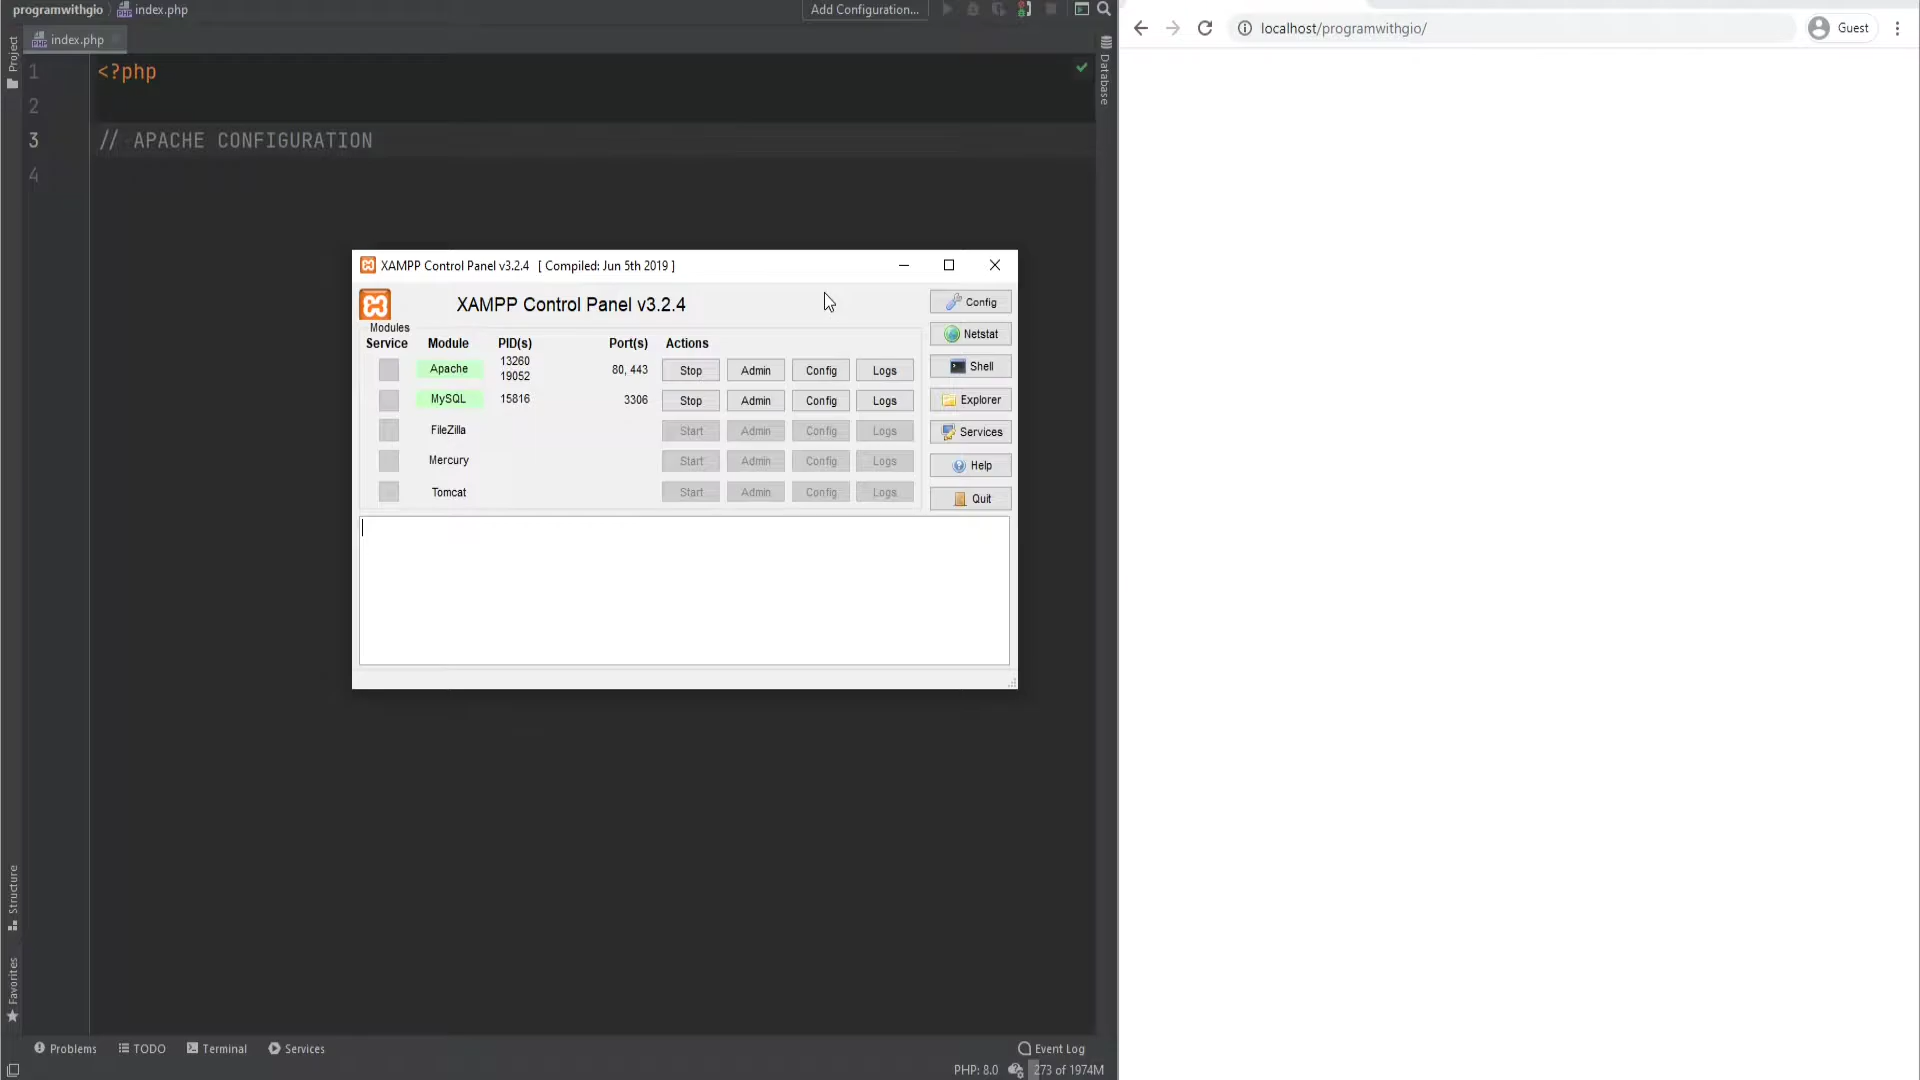 programwithgio
index.php
Add Configuration...
index.php
Project
Database
1 <?php
2
3 // APACHE CONFIGURATION
4
XAMPP Control Panel v3.2.4 [ Compiled: Jun 5th 2019 ]
XAMPP Control Panel v3.2.4
Config
Modules
Service Module PID(s) Port(s) Actions
Netstat
Apache 13260 19052 80, 443 Stop Admin Config Logs
Shell
MySQL 15816 3306 Stop Admin Config Logs
Explorer
FileZilla Start Admin Config Logs
Services
Mercury Start Admin Config Logs
Help
Tomcat Start Admin Config Logs
Quit
Structure
Favorites
Problems TODO Terminal Services Event Log
PHP: 8.0 273 of 1974M
localhost/programwithgio/
Guest